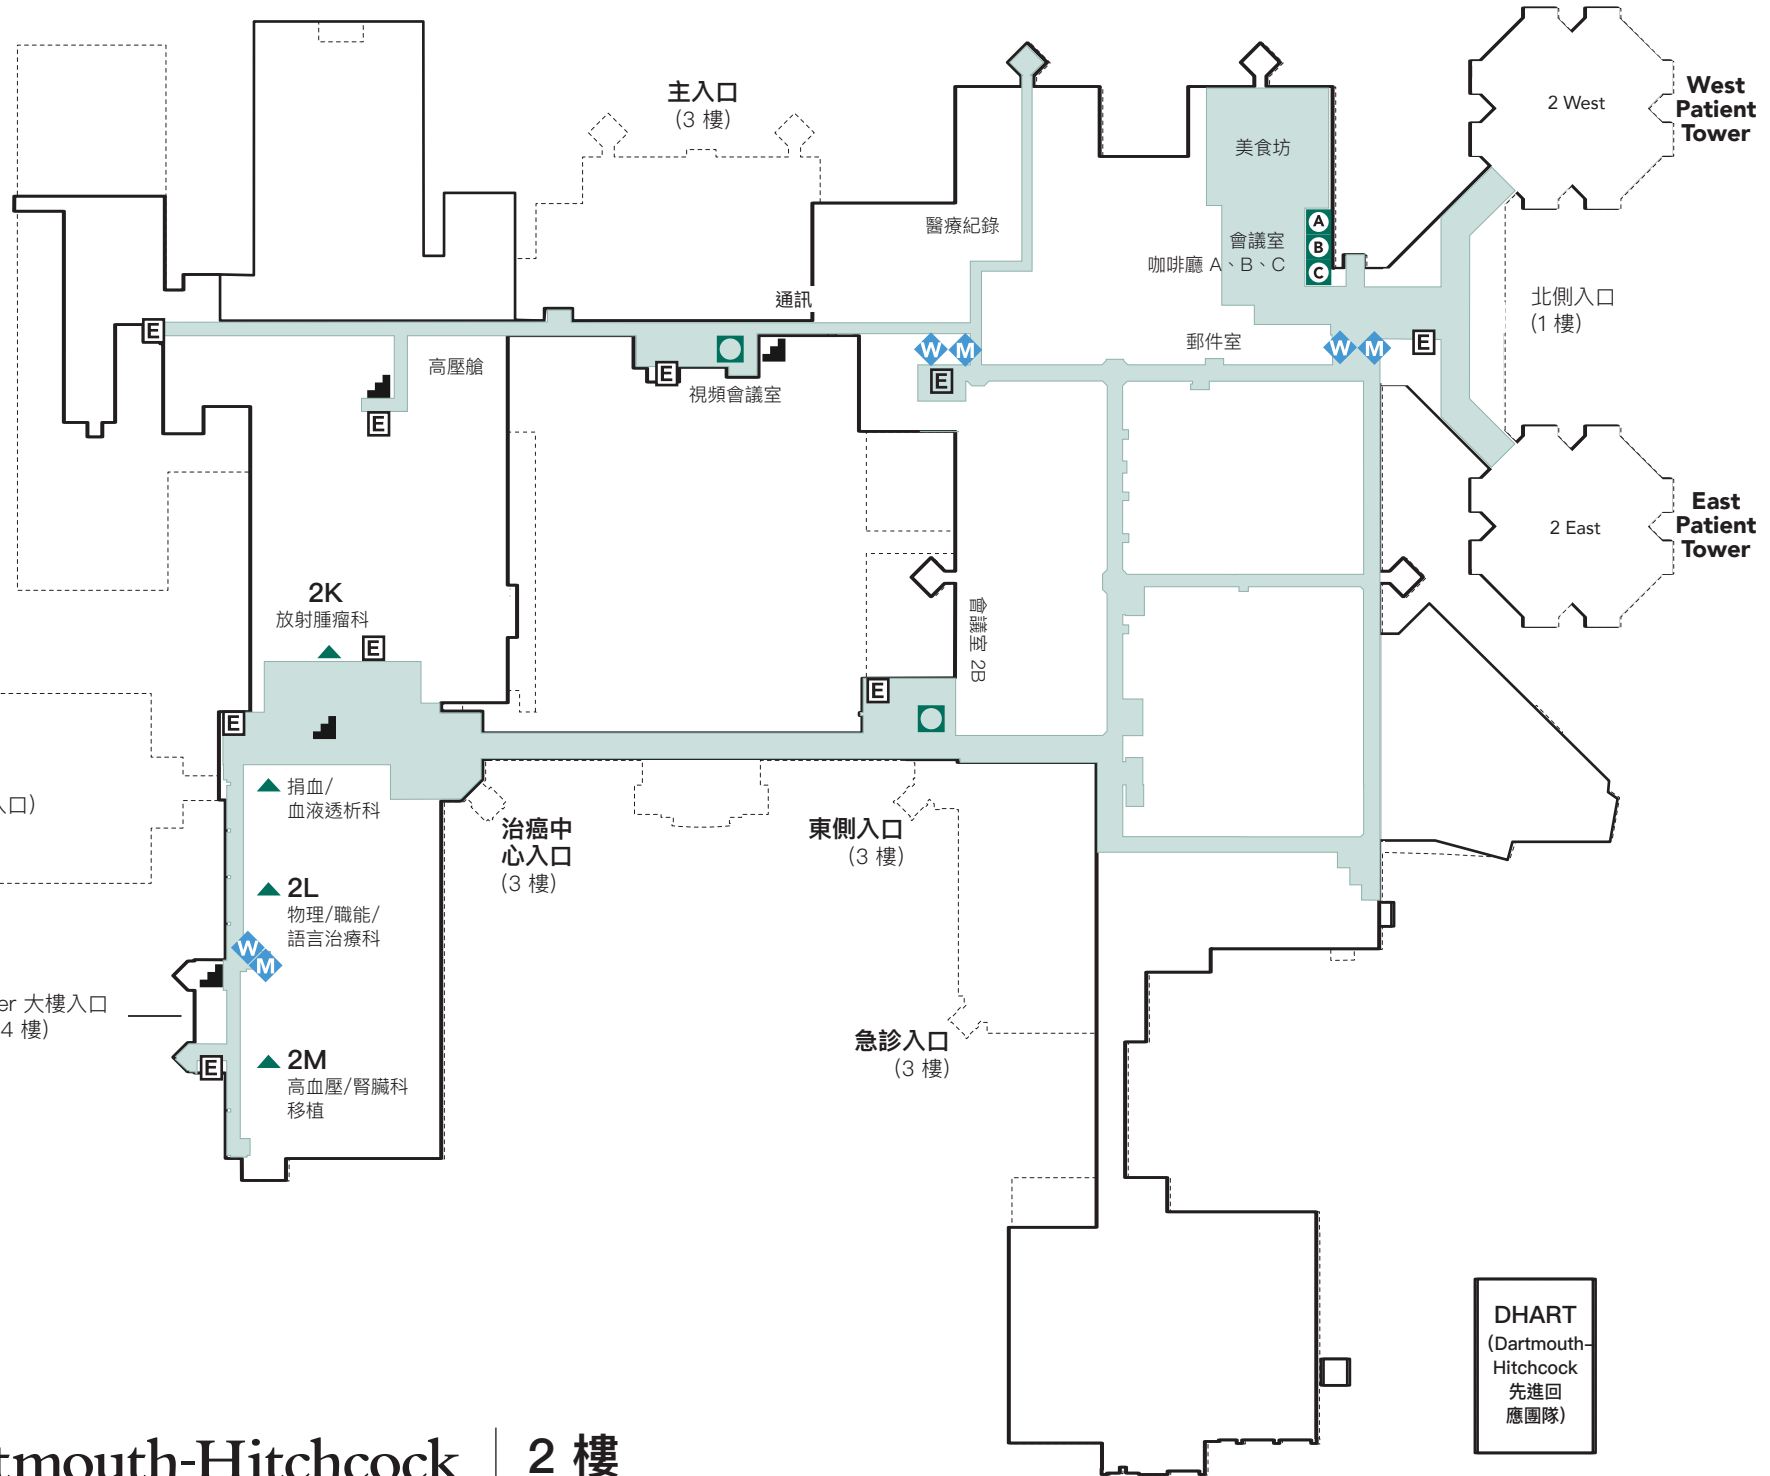 主入口
(3 樓)
2 West
West
Patient
Tower
美食坊
醫療紀錄
A
會議室
B
咖啡廳 A、B、C
C
通訊
北側入口
(1 樓)
E
高壓艙
W M
郵件室
W M
E
E
E
視頻會議室
E
E
2 East
East
Patient
Tower
2K
放射腫瘤科
E
會議室 2B
E
E
捐血/
血液透析科
入口)
治癌中
心入口
(3 樓)
東側入口
(3 樓)
2L
物理/職能/
語言治療科
W
M
er 大樓入口
4 樓)
急診入口
(3 樓)
2M
E
高血壓/腎臟科
移植
DHART
(Dartmouth-
Hitchcock
先進回
應團隊)
tmouth-Hitchcock
2 樓